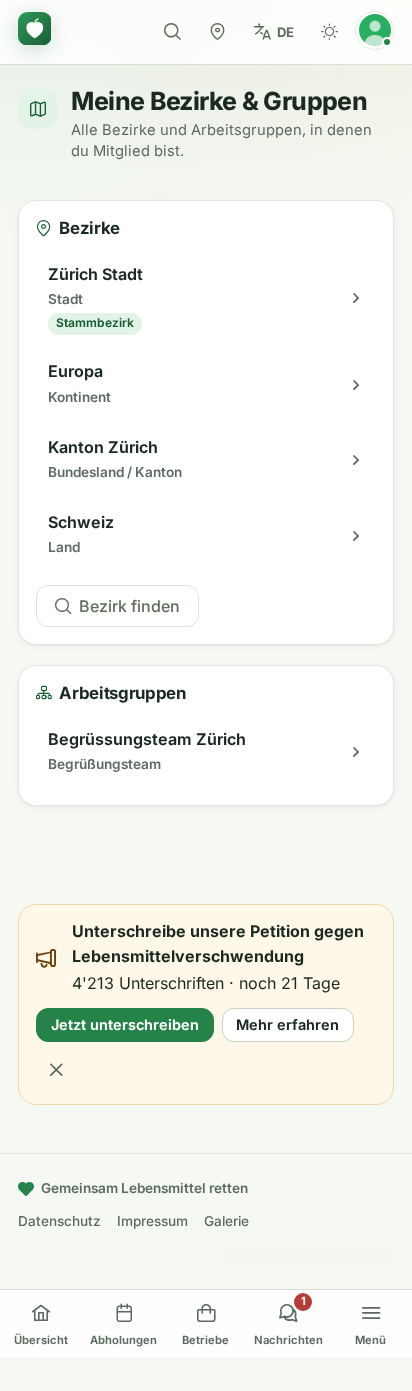 DE
Meine Bezirke & Gruppen
Alle Bezirke und Arbeitsgruppen, in denen
du Mitglied bist.
Bezirke
Zürich Stadt
Stadt
Stammbezirk
Europa
Kontinent
Kanton Zürich
Bundesland / Kanton
Schweiz
Land
Bezirk finden
Arbeitsgruppen
Begrüssungsteam Zürich
Begrüßungsteam
Unterschreibe unsere Petition gegen
Lebensmittelverschwendung
4'213 Unterschriften · noch 21 Tage
Jetzt unterschreiben Mehr erfahren
Gemeinsam Lebensmittel retten
Datenschutz Impressum Galerie
1
Übersicht Abholungen Betriebe Nachrichten Menü